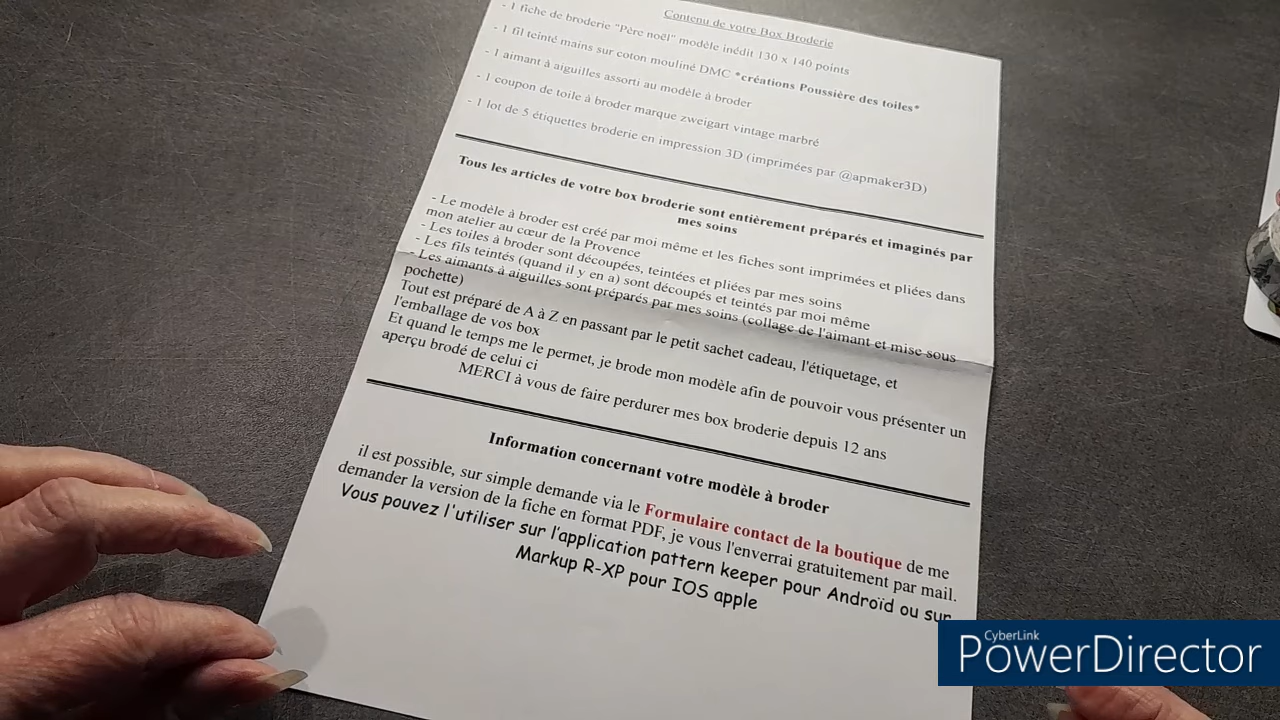 Contenu de votre Box Broderie
- 1 fiche de broderie "Père noël" modèle inédit 130 x 140 points
- 1 fil teinté mains sur coton mouliné DMC *créations Poussière des toiles*
- 1 aimant à aiguilles assorti au modèle à broder
- 1 coupon de toile à broder marque zweigart vintage marbré
- 1 lot de 5 étiquettes broderie en impression 3D (imprimées par @apmaker3D)
Tous les articles de votre box broderie sont entièrement préparés et imaginés par
mes soins
- Le modèle à broder est créé par moi même et les fiches sont imprimées et pliées dans
mon atelier au cœur de la Provence
- Les toiles à broder sont découpées, teintées et pliées par mes soins
- Les fils teintés (quand il y en a) sont découpés et teintés par moi même
- Les aimants à aiguilles sont préparés par mes soins (collage de l'aimant et mise sous
pochette)
Tout est préparé de A à Z en passant par le petit sachet cadeau, l'étiquetage, et
l'emballage de vos box
Et quand le temps me le permet, je brode mon modèle afin de pouvoir vous présenter un
aperçu brodé de celui ci
MERCI à vous de faire perdurer mes box broderie depuis 12 ans
Information concernant votre modèle à broder
il est possible, sur simple demande via le Formulaire contact de la boutique de me
demander la version de la fiche en format PDF, je vous l'enverrai gratuitement par mail.
Vous pouvez l'utiliser sur l'application pattern keeper pour Androïd ou sur
Markup R-XP pour IOS apple
CyberLink
PowerDirector